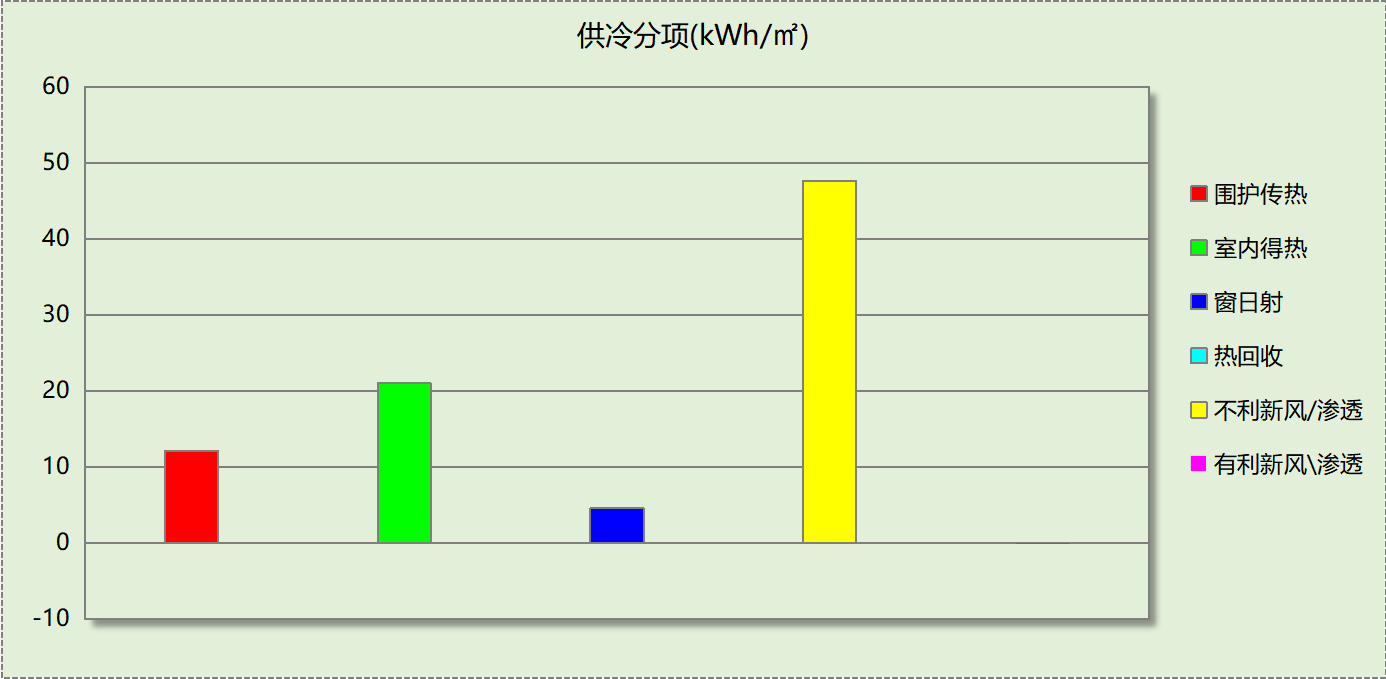 供冷分项(kWh/㎡)
60
50
40
30
20
10
0
-10
围护传热
室内得热
窗日射
热回收
不利新风/渗透
有利新风\渗透